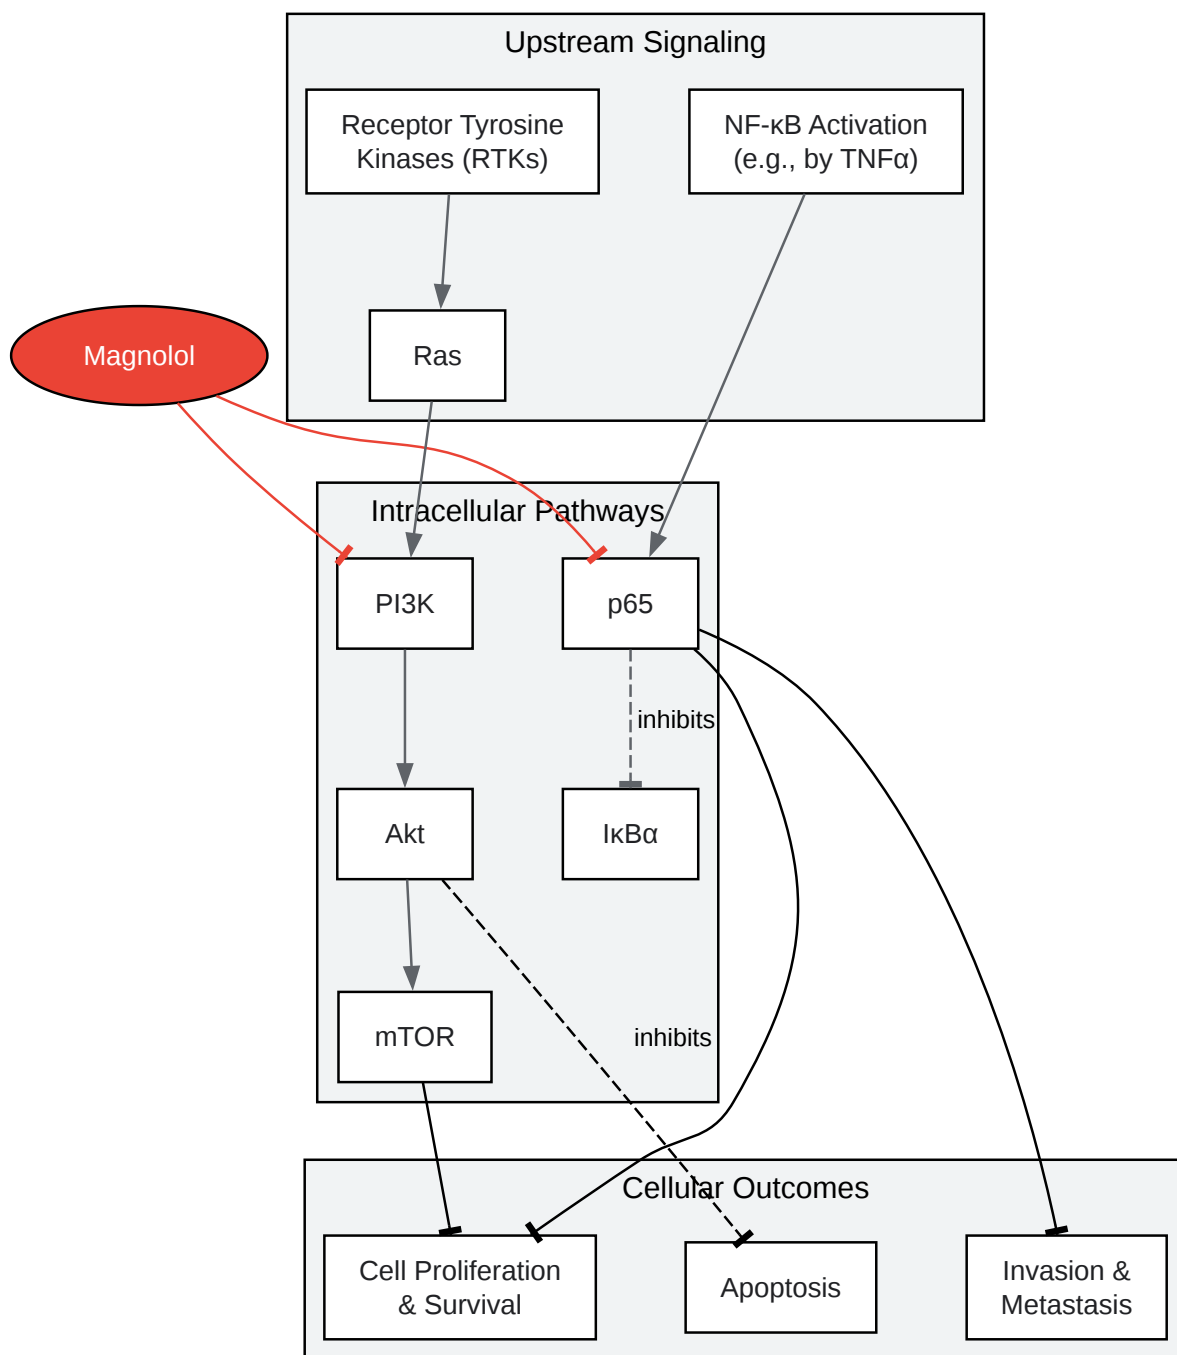 Upstream Signaling
Receptor Tyrosine
Kinases (RTKs)
NF-κB Activation
(e.g., by TNFα)
Magnolol
Ras
Intracellular Pathways
PI3K
p65
inhibits
Akt
IκBα
mTOR
inhibits
Cellular Outcomes
Cell Proliferation
& Survival
Apoptosis
Invasion &
Metastasis